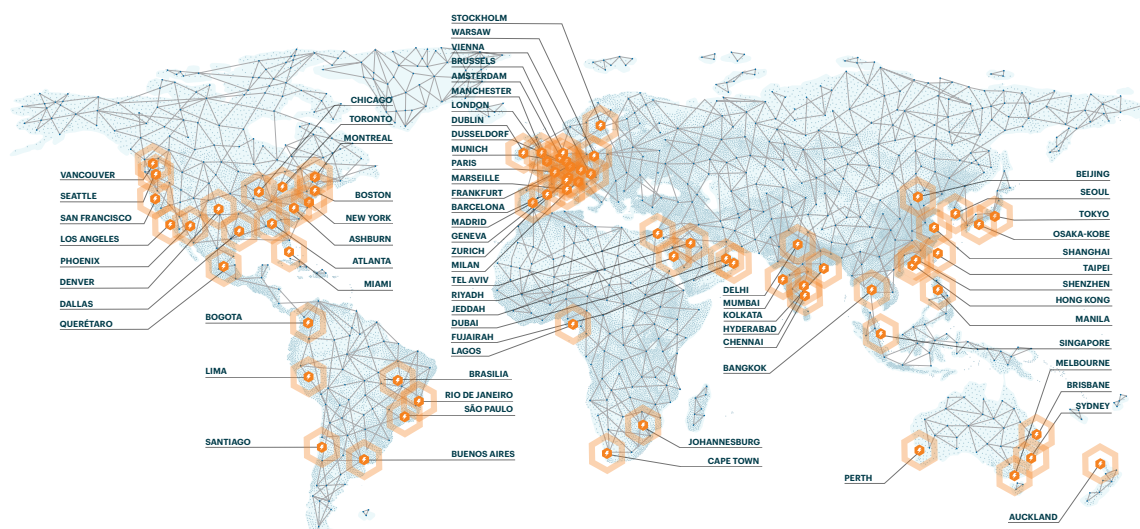 VANCOUVER
SEATTLE
SAN FRANCISCO
LOS ANGELES
PHOENIX
DENVER
DALLAS
QUERÉTARO
CHICAGO
TORONTO
MONTREAL
BOSTON
NEW YORK
ASHBURN
ATLANTA
MIAMI
BOGOTA
LIMA
SANTIAGO
BRASILIA
RIO DE JANEIRO
SÃO PAULO
BUENOS AIRES
STOCKHOLM
WARSAW
VIENNA
BRUSSELS
AMSTERDAM
MANCHESTER
LONDON
DUBLIN
DUSSELDORF
MUNICH
PARIS
MARSEILLE
FRANKFURT
BARCELONA
MADRID
GENEVA
ZURICH
MILAN
TEL AVIV
RIYADH
JEDDAH
DUBAI
FUJAIRAH
LAGOS
JOHANNESBURG
CAPE TOWN
DELHI
MUMBAI
KOLKATA
HYDERABAD
CHENNAI
BANGKOK
BEIJING
SEOUL
TOKYO
OSAKA-KOBE
SHANGHAI
TAIPEI
SHENZHEN
HONG KONG
MANILA
SINGAPORE
MELBOURNE
BRISBANE
SYDNEY
PERTH
AUCKLAND